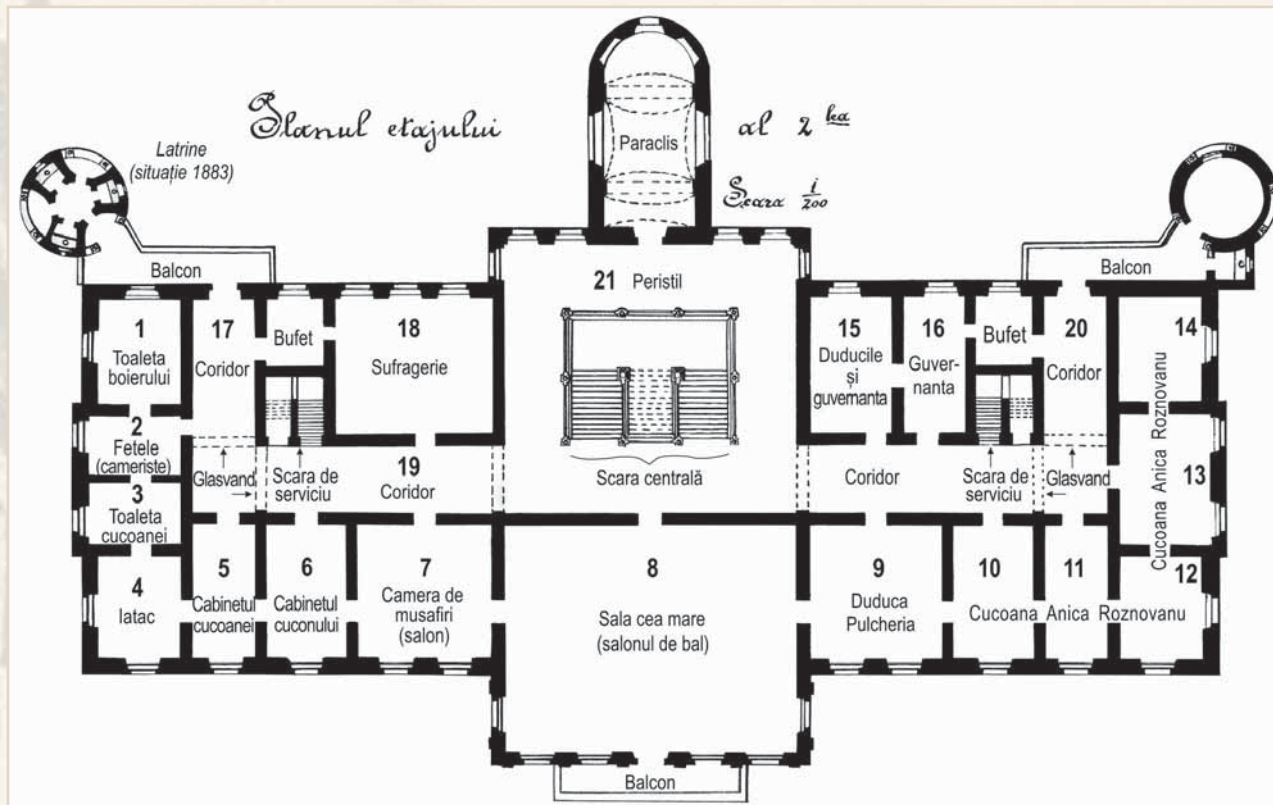 Planul etajului al 2 lea
Scara 1/200
Latrine
(situație 1883)
Paraclis
Balcon
Balcon
1
Toaleta
boierului
17
Coridor
Bufet
18
Sufragerie
21 Peristil
15
Duducile
și
guvernanta
16
Guver-
nanta
Bufet
20
Coridor
14
2
Fetele
(cameriste)
Glasvand
Scara de
serviciu
19
Coridor
Scara centrală
Coridor
Scara de
serviciu
Glasvand
13
Cucoana Anica Roznovanu
3
Toaleta
cucoanei
4
Iatac
5
Cabinetul
cucoanei
6
Cabinetul
cuconului
7
Camera de
musafiri
(salon)
8
Sala cea mare
(salonul de bal)
9
Duduca
Pulcheria
10
11
12
Cucoana Anica Roznovanu
Balcon